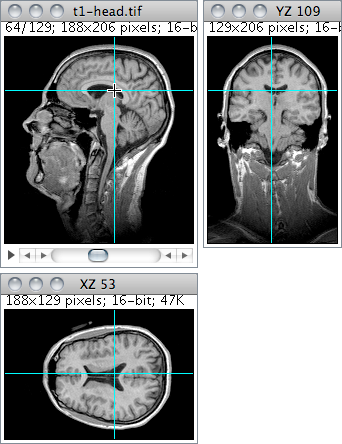 t1-head.tif
64/129; 188x206 pixels; 16-b
YZ 109
129x206 pixels; 16-b
XZ 53
188x129 pixels; 16-bit; 47K